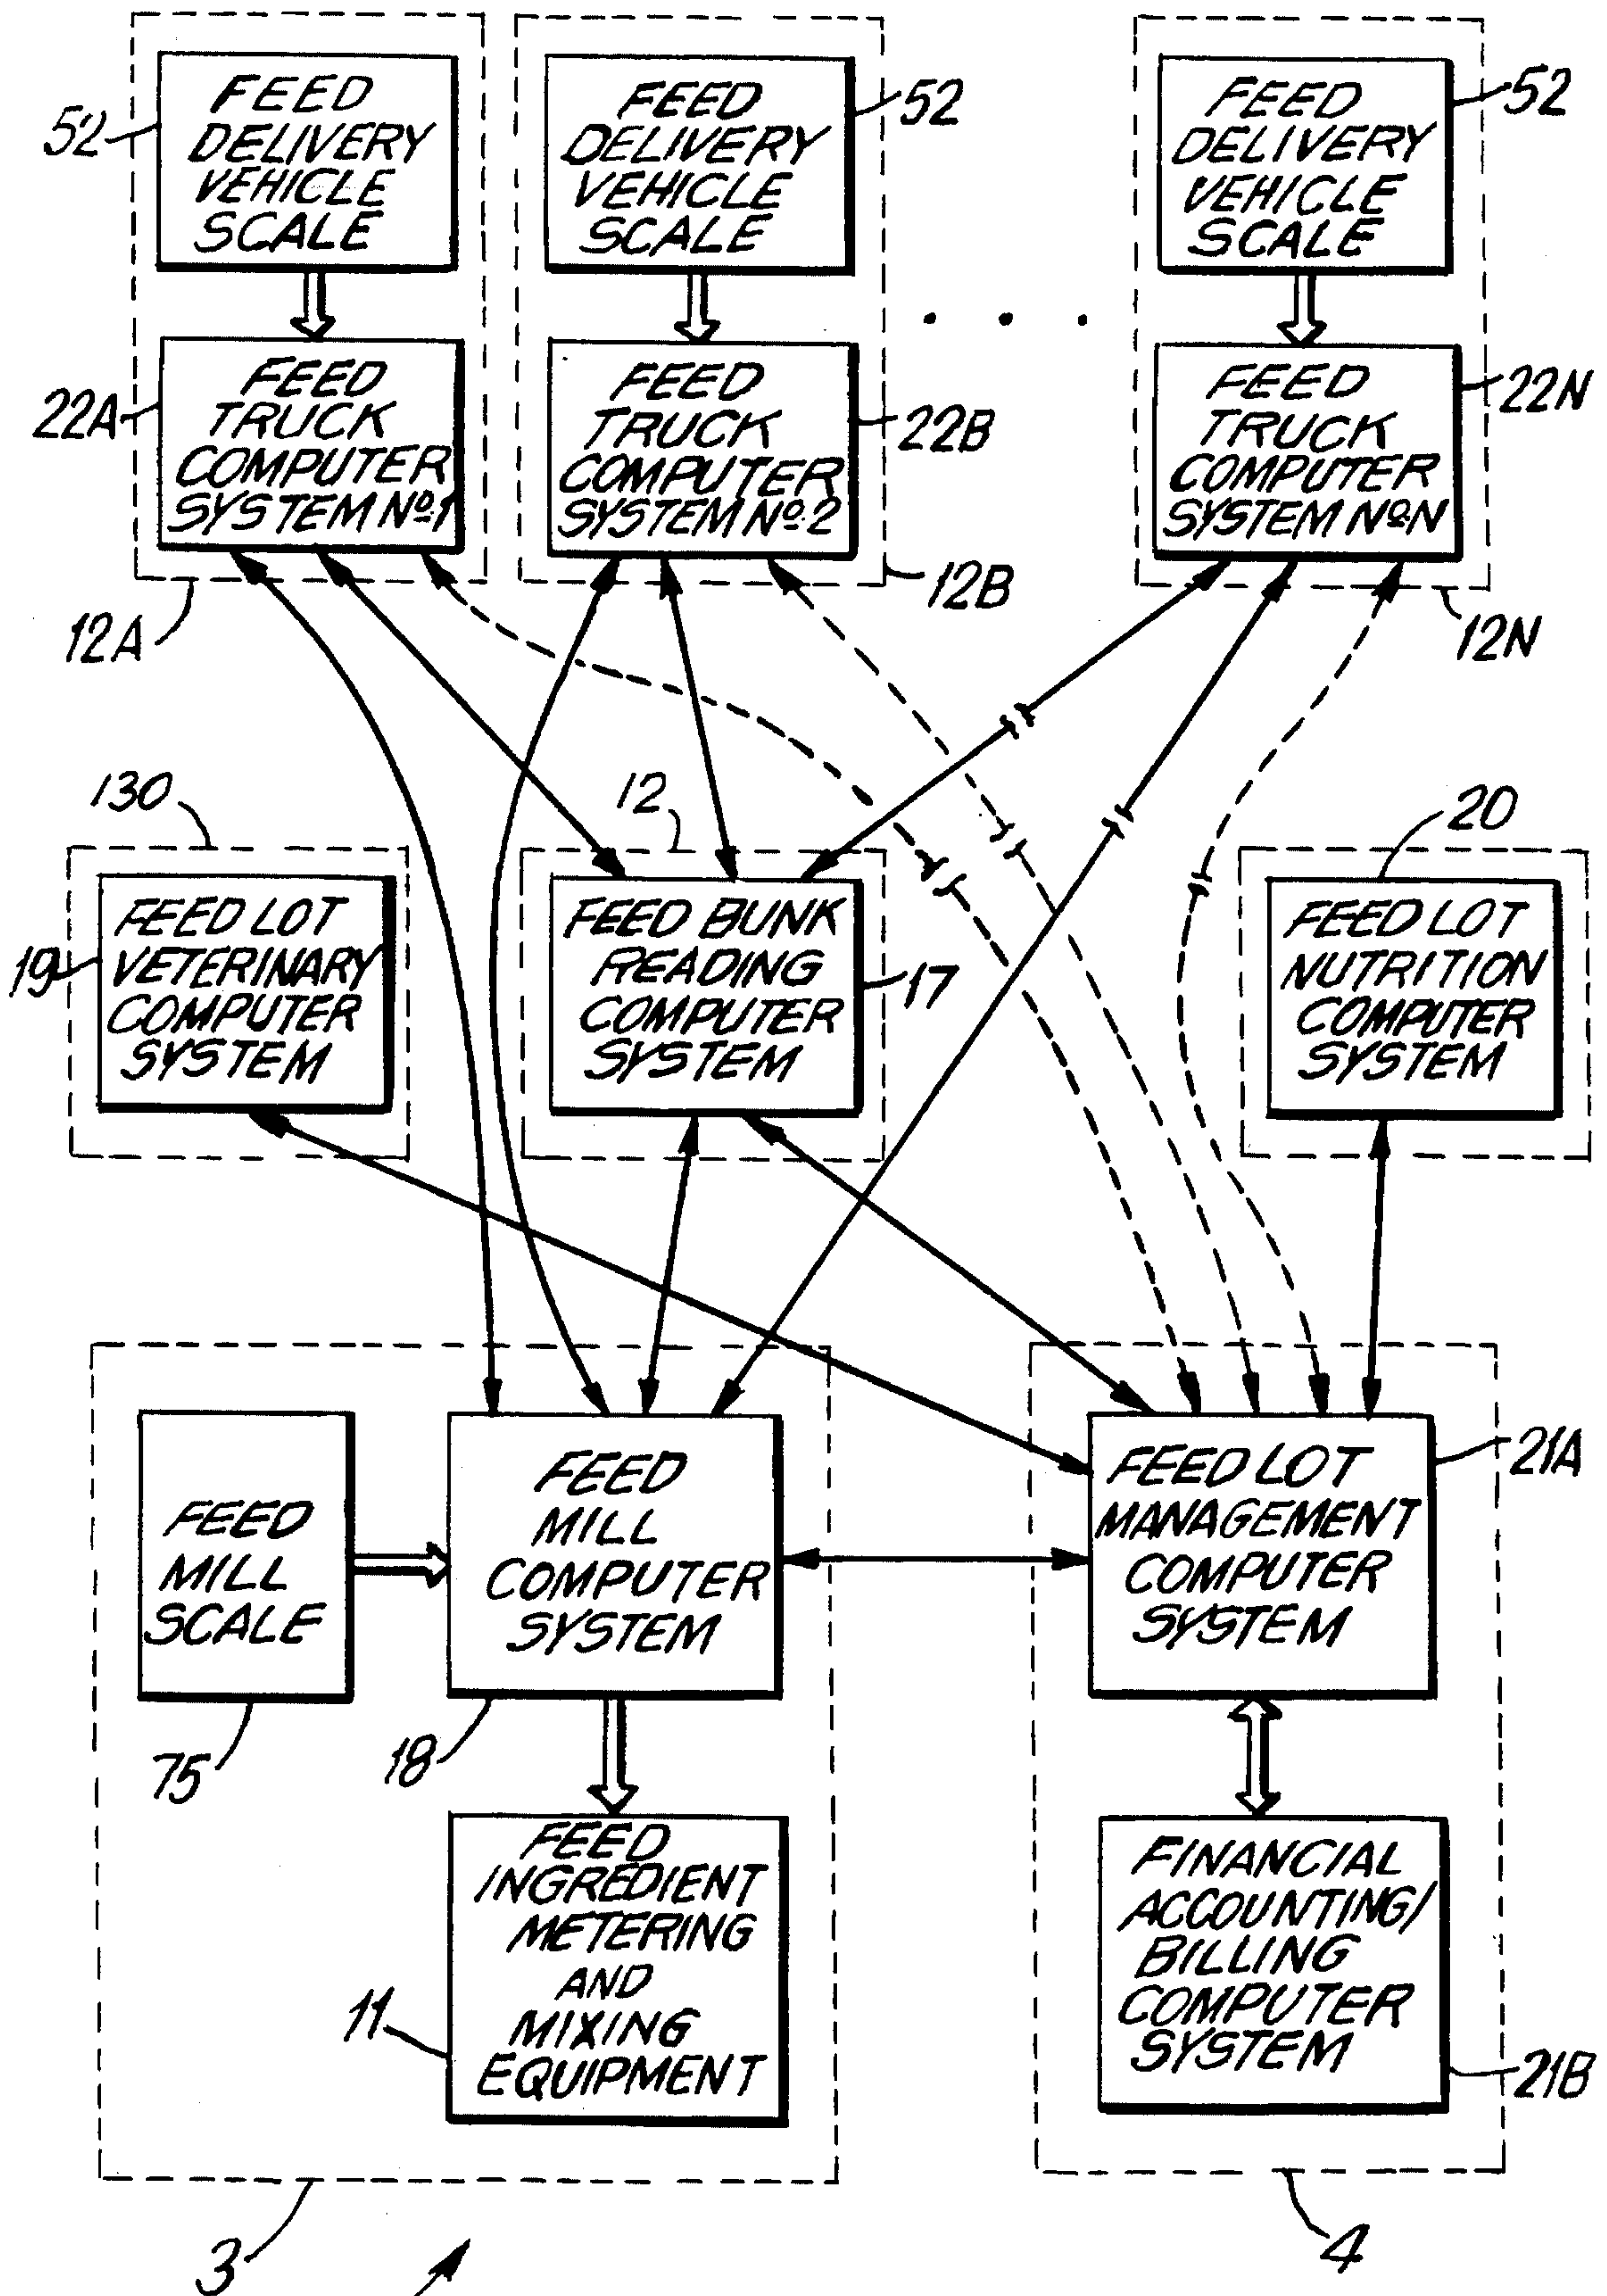 FEED
DELIVERY
VEHICLE
SCALE
52
FEED
DELIVERY
VEHICLE
SCALE
52
FEED
DELIVERY
VEHICLE
SCALE
52
FEED
TRUCK
COMPUTER
SYSTEM Nº 1
22A
FEED
TRUCK
COMPUTER
SYSTEM Nº 2
22B
. . .
FEED
TRUCK
COMPUTER
SYSTEM Nº N
22N
12A
12B
12N
130
12
20
FEED LOT
VETERINARY
COMPUTER
SYSTEM
19
FEED BUNK
READING
COMPUTER
SYSTEM
17
FEED LOT
NUTRITION
COMPUTER
SYSTEM
FEED
MILL
SCALE
75
FEED
MILL
COMPUTER
SYSTEM
18
FEED LOT
MANAGEMENT
COMPUTER
SYSTEM
21A
FEED
INGREDIENT
METERING
AND
MIXING
EQUIPMENT
11
FINANCIAL
ACCOUNTING/
BILLING
COMPUTER
SYSTEM
21B
3
4